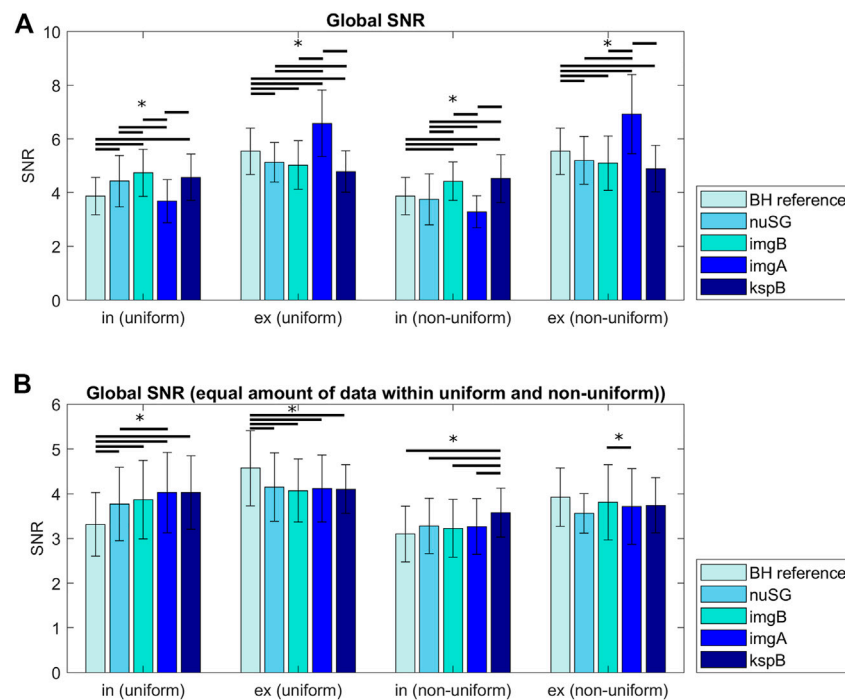 A
Global SNR
*
*
*
*
10
8
6
4
2
0
SNR
in (uniform)
ex (uniform)
in (non-uniform)
ex (non-uniform)
BH reference
nuSG
imgB
imgA
kspB
B
Global SNR (equal amount of data within uniform and non-uniform))
*
*
*
*
6
5
4
3
2
1
0
SNR
in (uniform)
ex (uniform)
in (non-uniform)
ex (non-uniform)
BH reference
nuSG
imgB
imgA
kspB